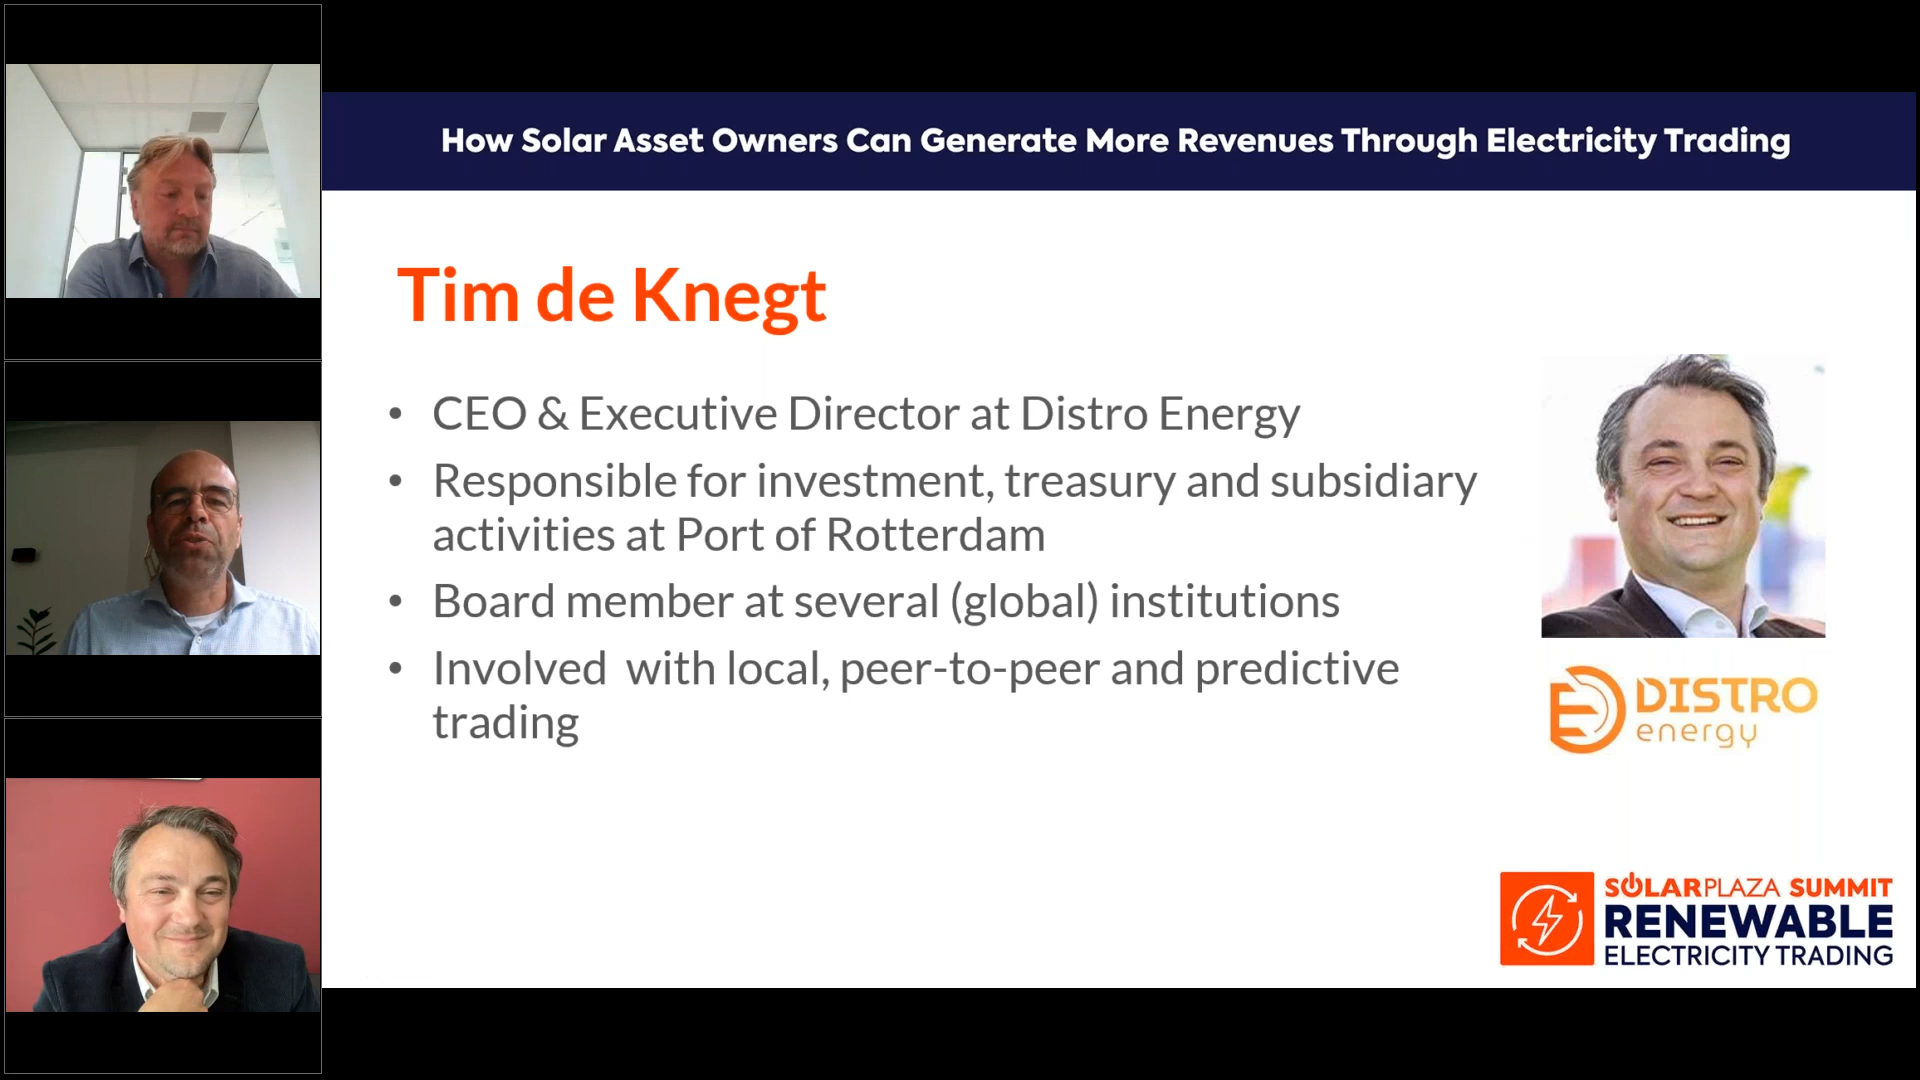 How Solar Asset Owners Can Generate More Revenues Through Electricity Trading
Tim de Knegt
• CEO & Executive Director at Distro Energy
• Responsible for investment, treasury and subsidiary
activities at Port of Rotterdam
• Board member at several (global) institutions
• Involved  with local, peer-to-peer and predictive
trading
DISTRO
energy
SOLARPLAZA SUMMIT
RENEWABLE
ELECTRICITY TRADING